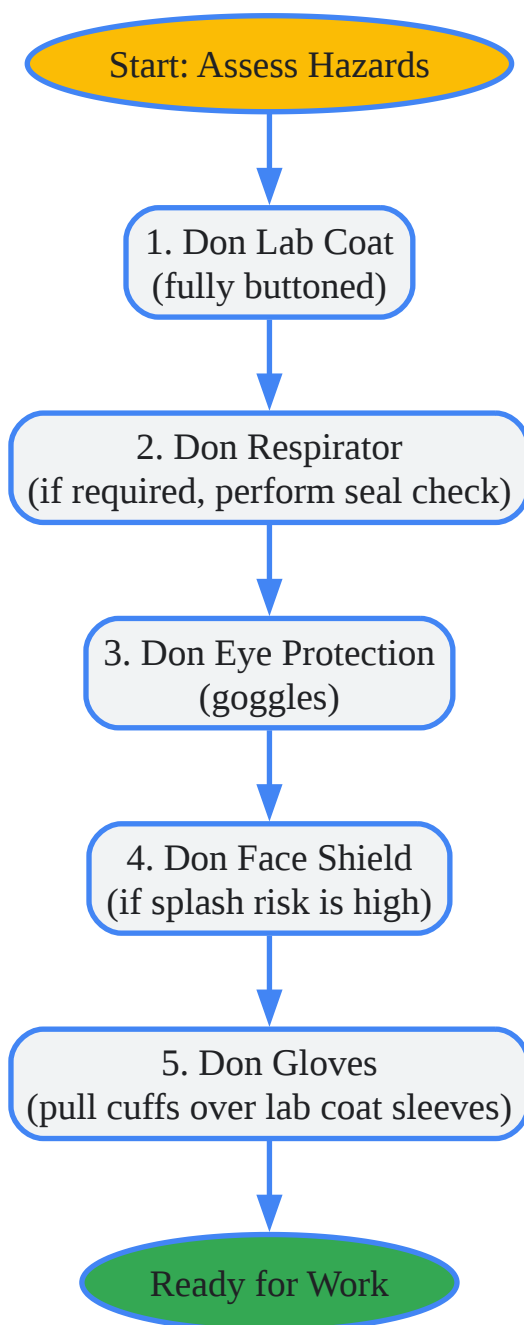 Start: Assess Hazards
1. Don Lab Coat
(fully buttoned)
2. Don Respirator
(if required, perform seal check)
3. Don Eye Protection
(goggles)
4. Don Face Shield
(if splash risk is high)
5. Don Gloves
(pull cuffs over lab coat sleeves)
Ready for Work